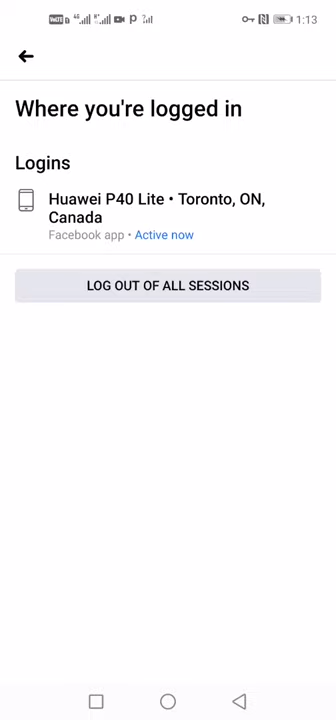 1:13
Where you're logged in
Logins
Huawei P40 Lite • Toronto, ON,
Canada
Facebook app • Active now
LOG OUT OF ALL SESSIONS